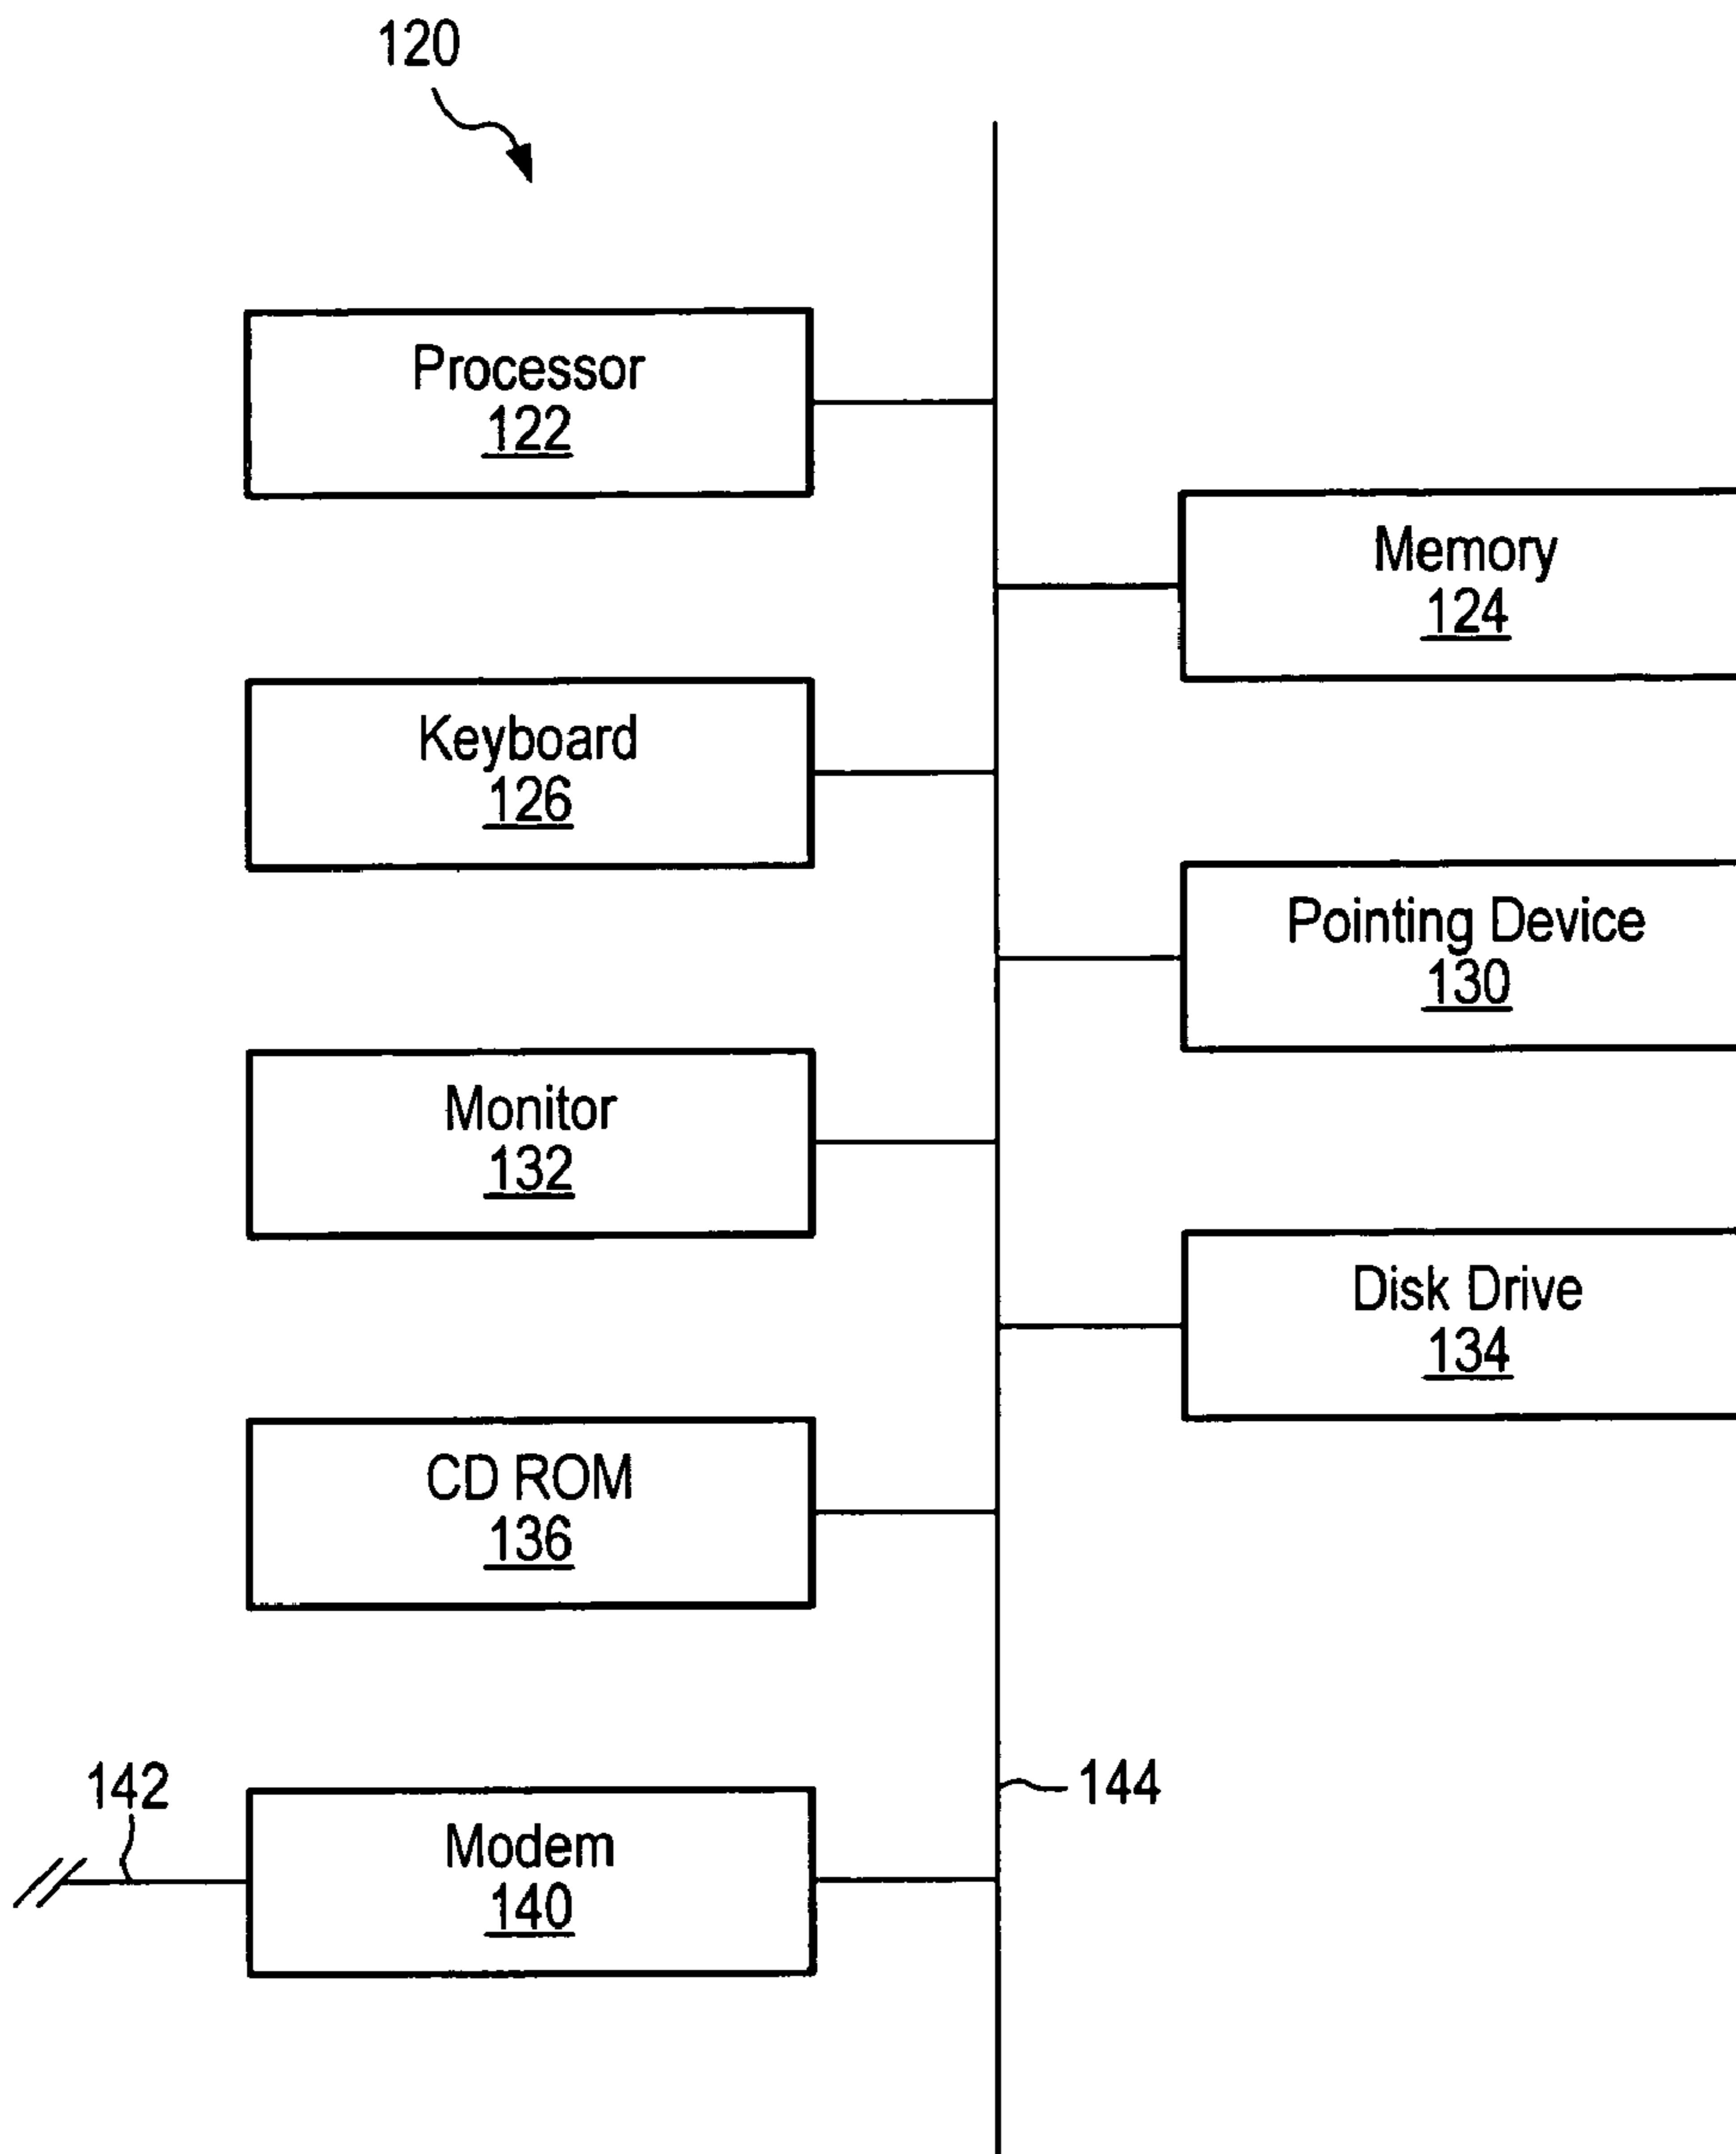 120
Processor
122
Memory
124
Keyboard
126
Pointing Device
130
Monitor
132
Disk Drive
134
CD ROM
136
142
144
Modem
140